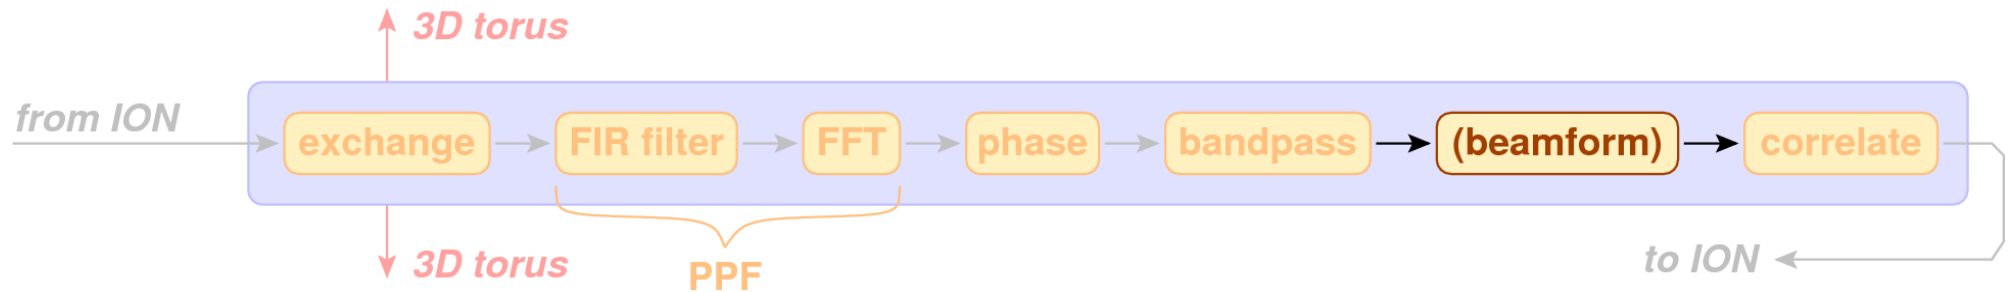 3D torus
from ION
exchange
FIR filter
FFT
phase
bandpass
(beamform)
correlate
3D torus
PPF
to ION